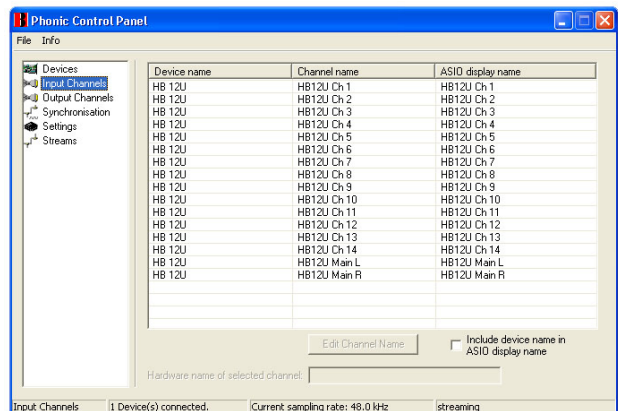 Phonic Control Panel
File Info
Devices
Input Channels
Output Channels
Synchronisation
Settings
Streams
Device name Channel name ASIO display name
HB 12U HB12U Ch 1 HB12U Ch 1
HB 12U HB12U Ch 2 HB12U Ch 2
HB 12U HB12U Ch 3 HB12U Ch 3
HB 12U HB12U Ch 4 HB12U Ch 4
HB 12U HB12U Ch 5 HB12U Ch 5
HB 12U HB12U Ch 6 HB12U Ch 6
HB 12U HB12U Ch 7 HB12U Ch 7
HB 12U HB12U Ch 8 HB12U Ch 8
HB 12U HB12U Ch 9 HB12U Ch 9
HB 12U HB12U Ch 10 HB12U Ch 10
HB 12U HB12U Ch 11 HB12U Ch 11
HB 12U HB12U Ch 12 HB12U Ch 12
HB 12U HB12U Ch 13 HB12U Ch 13
HB 12U HB12U Ch 14 HB12U Ch 14
HB 12U HB12U Main L HB12U Main L
HB 12U HB12U Main R HB12U Main R
Edit Channel Name
Include device name in
ASIO display name
Hardware name of selected channel:
Input Channels 1 Device(s) connected. Current sampling rate: 48.0 kHz streaming